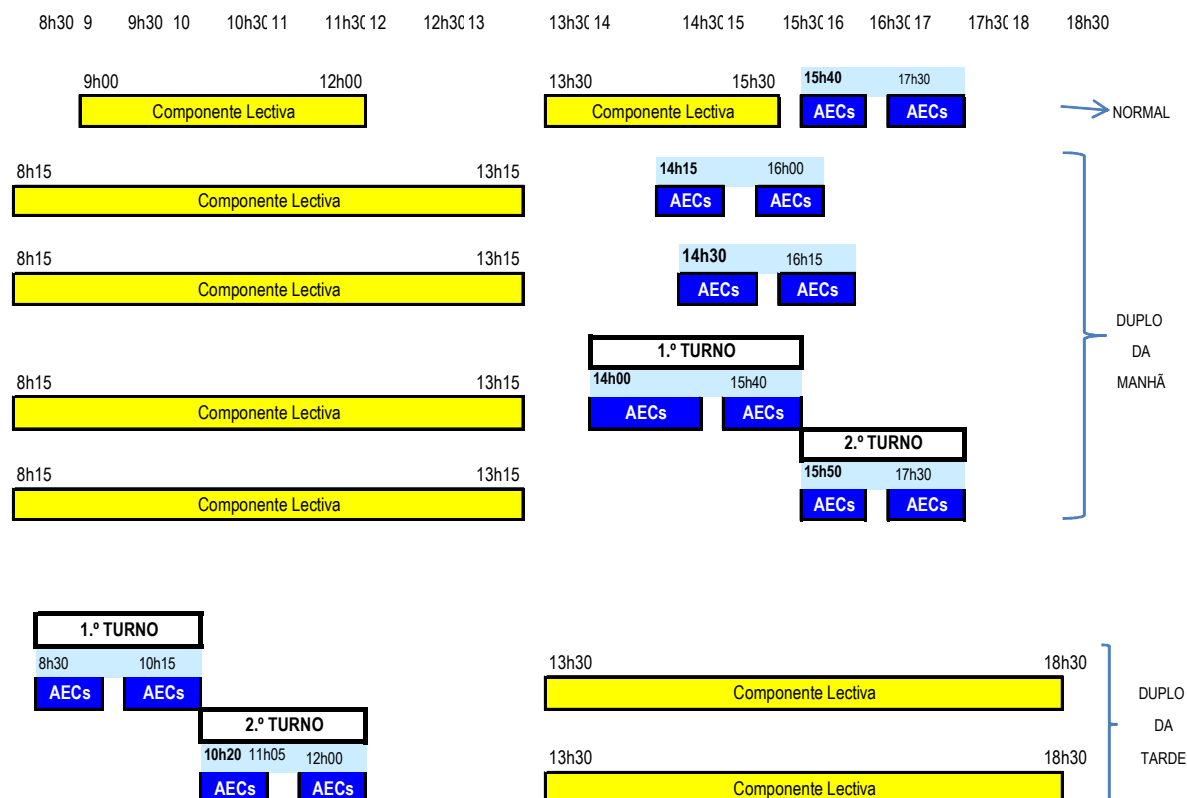 8h30 9 9h30 10 10h30 11 11h30 12 12h30 13 13h30 14 14h30 15 15h30 16 16h30 17 17h30 18 18h30
9h00 12h00 13h30 15h30 15h40 17h30
Componente Lectiva Componente Lectiva AECs AECs NORMAL
8h15 13h15 14h15 16h00
Componente Lectiva AECs AECs
8h15 13h15 14h30 16h15
Componente Lectiva AECs AECs
DUPLO
DA
MANHÃ
1.º TURNO
8h15 13h15 14h00 15h40
Componente Lectiva AECs AECs
2.º TURNO
8h15 13h15 15h50 17h30
Componente Lectiva AECs AECs
1.º TURNO
8h30 10h15 13h30 18h30
AECs AECs Componente Lectiva
DUPLO
DA
TARDE
2.º TURNO
10h20 11h05 12h00 13h30 18h30
AECs AECs Componente Lectiva